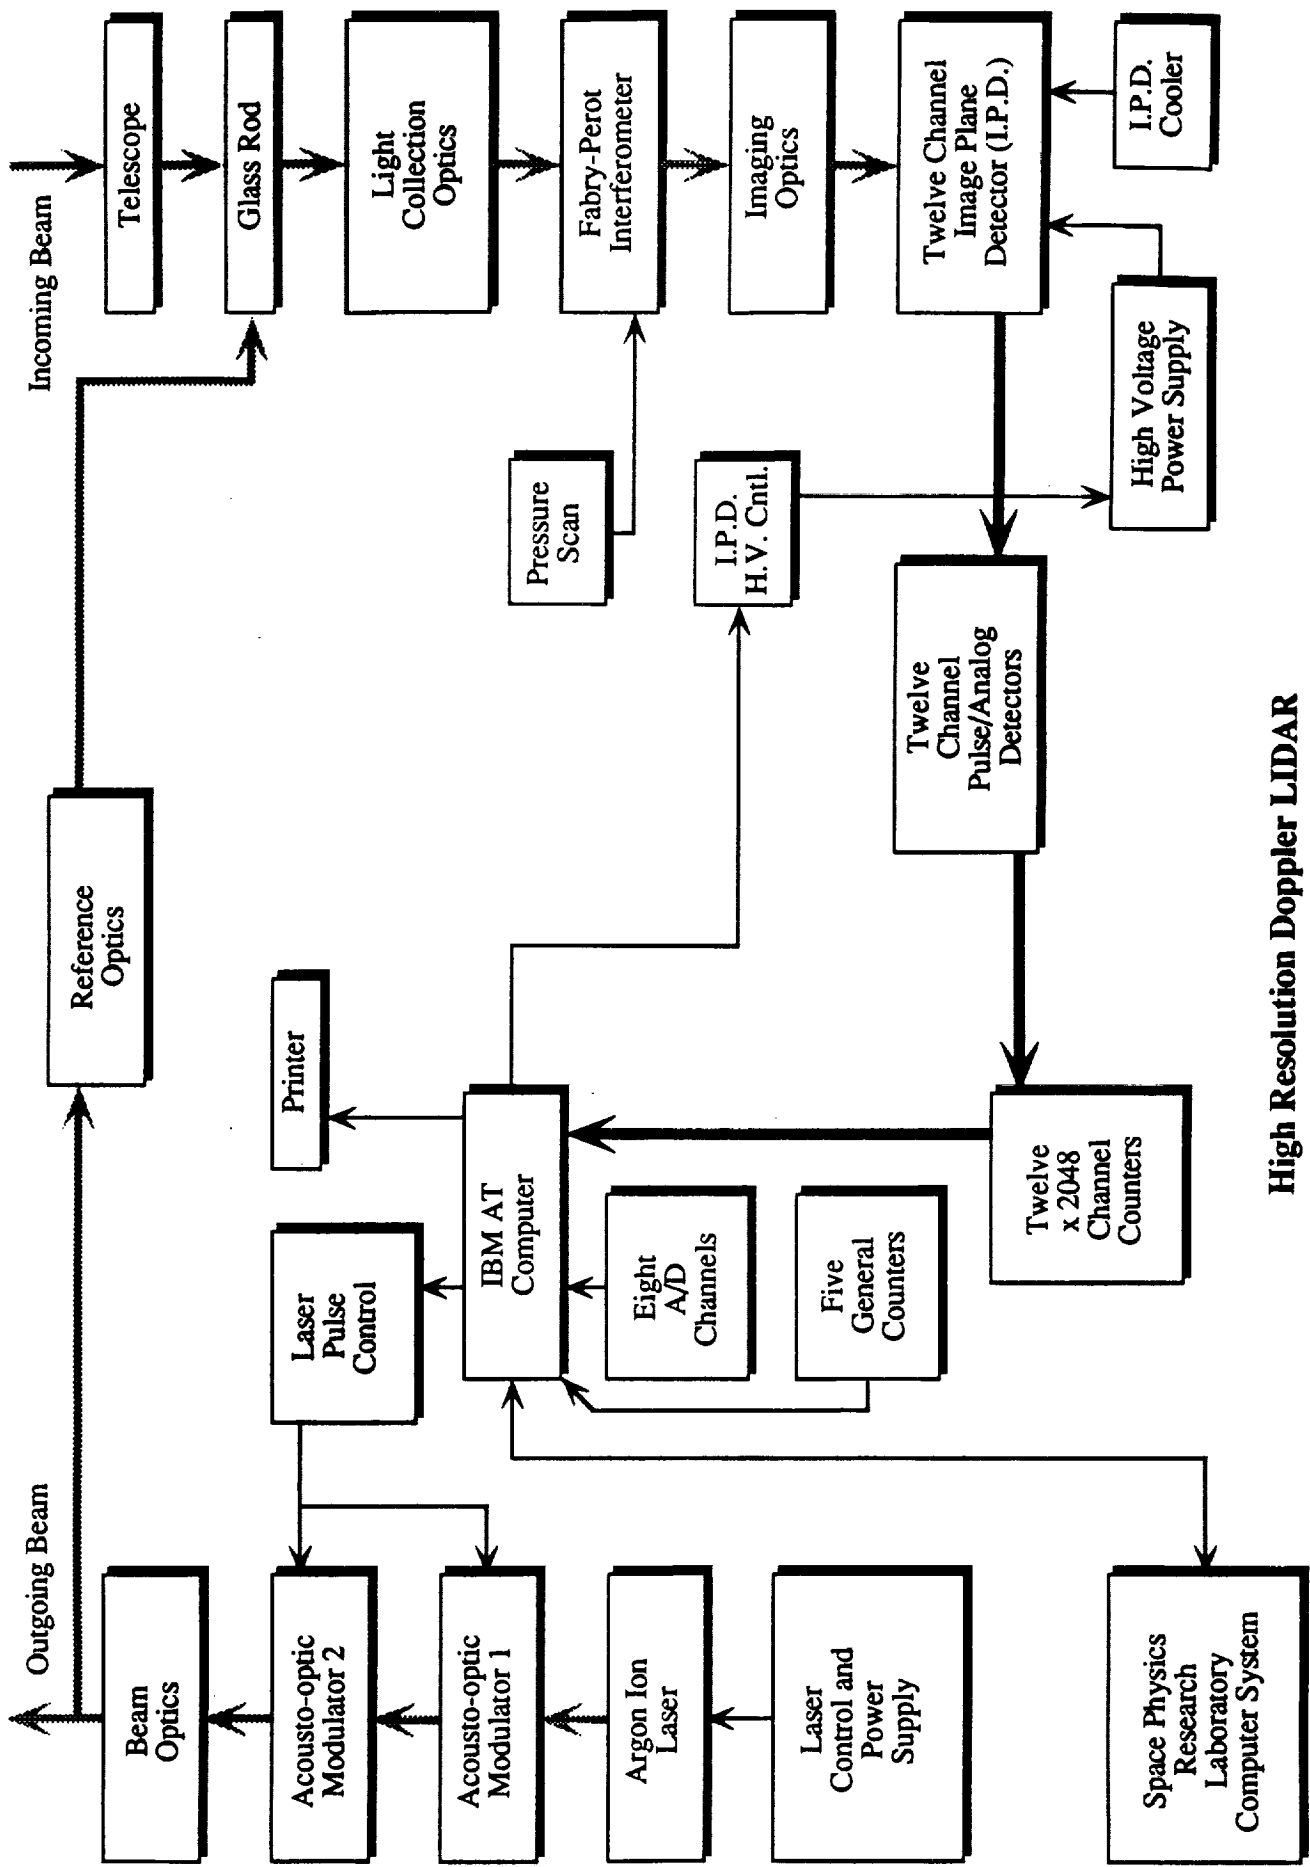 Outgoing Beam
Incoming Beam
Beam
Optics
Reference
Optics
Telescope
Glass Rod
Acousto-optic
Modulator 2
Laser
Pulse
Control
Printer
Light
Collection
Optics
Acousto-optic
Modulator 1
IBM AT
Computer
Pressure
Scan
Fabry-Perot
Interferometer
Argon Ion
Laser
Eight
A/D
Channels
I.P.D.
H.V. Cntl.
Imaging
Optics
Laser
Control and
Power
Supply
Five
General
Counters
Twelve
Channel
Pulse/Analog
Detectors
Twelve Channel
Image Plane
Detector (I.P.D.)
Twelve
x 2048
Channel
Counters
Space Physics
Research
Laboratory
Computer System
High Voltage
Power Supply
I.P.D.
Cooler
High Resolution Doppler LIDAR